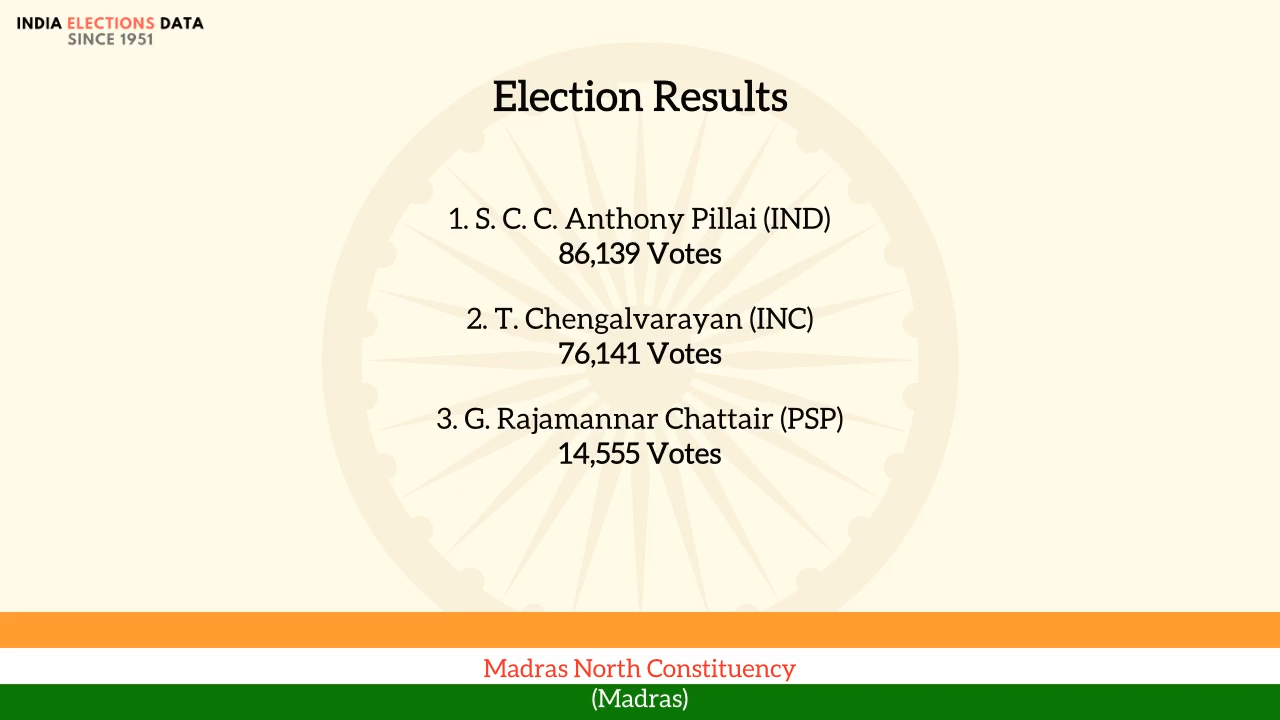 INDIA ELECTIONS DATA
SINCE 1951
Election Results
1. S. C. C. Anthony Pillai (IND)
86,139 Votes
2. T. Chengalvarayan (INC)
76,141 Votes
3. G. Rajamannar Chattair (PSP)
14,555 Votes
Madras North Constituency
(Madras)